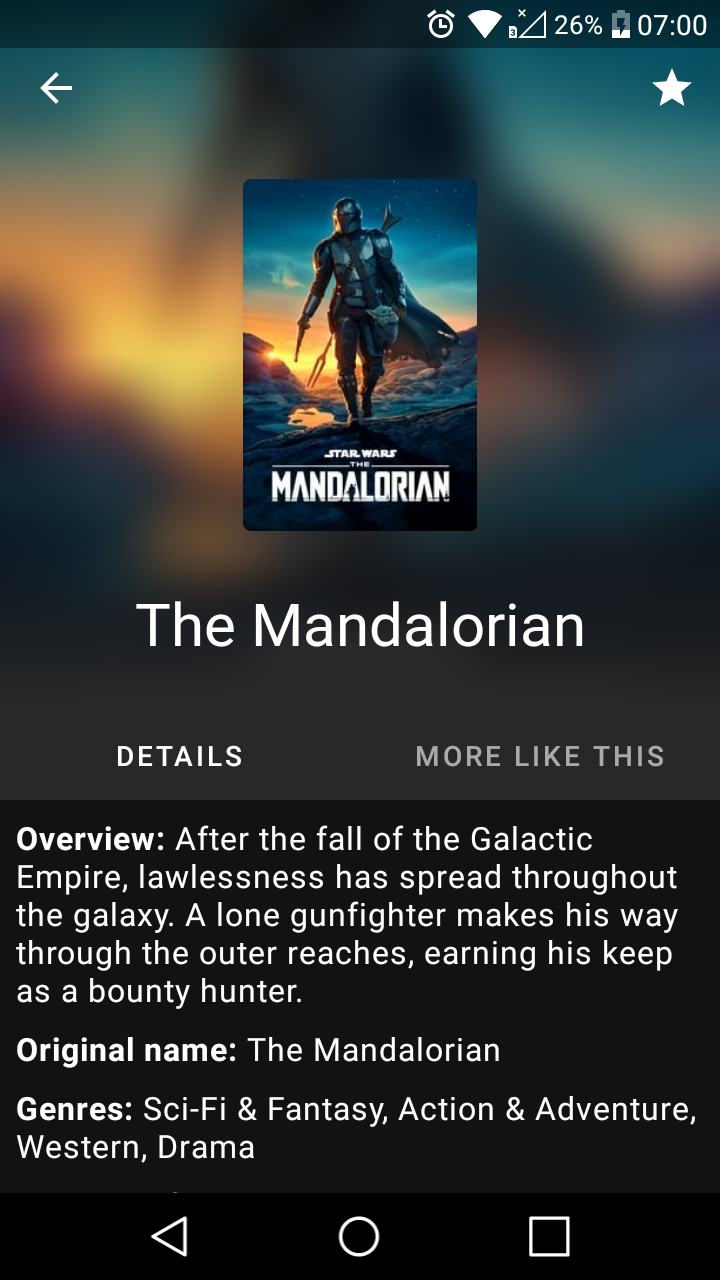 26% 07:00
STAR WARS
THE
MANDALORIAN
The Mandalorian
DETAILS
MORE LIKE THIS
Overview: After the fall of the Galactic
Empire, lawlessness has spread throughout
the galaxy. A lone gunfighter makes his way
through the outer reaches, earning his keep
as a bounty hunter.
Original name: The Mandalorian
Genres: Sci-Fi & Fantasy, Action & Adventure,
Western, Drama